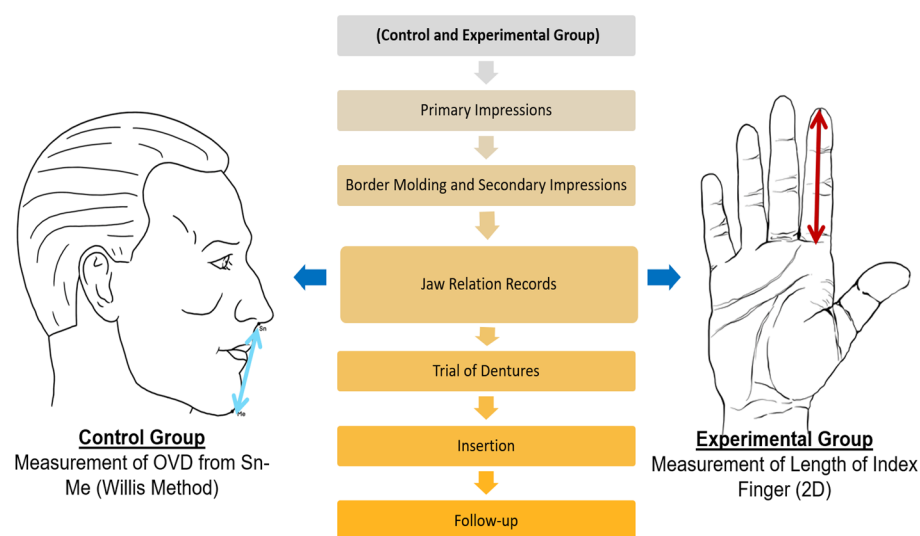 (Control and Experimental Group)
Primary Impressions
Border Molding and Secondary Impressions
Jaw Relation Records
Trial of Dentures
Insertion
Follow-up
Sn
Me
Control Group
Measurement of OVD from Sn-
Me (Willis Method)
Experimental Group
Measurement of Length of Index
Finger (2D)